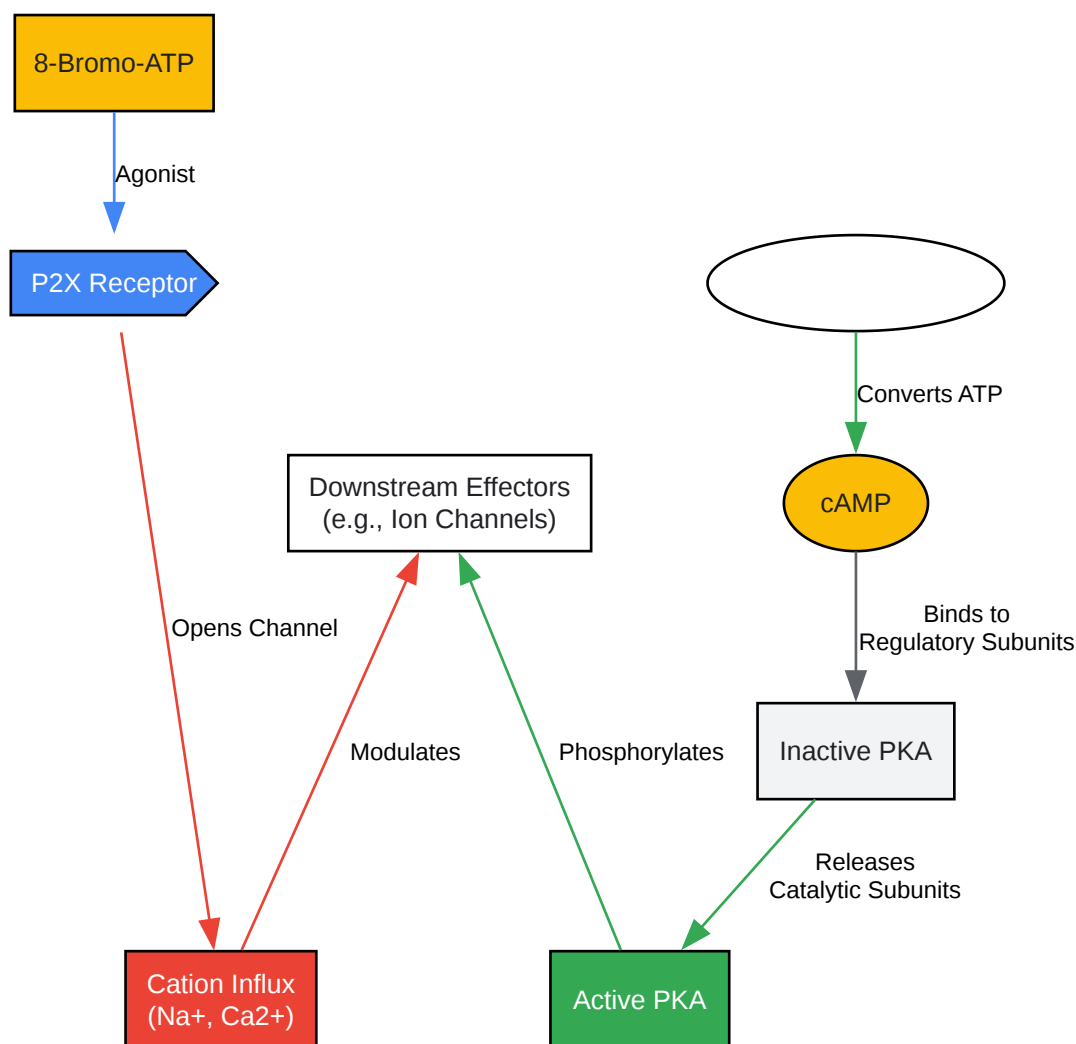 8-Bromo-ATP
Agonist
P2X Receptor
Converts ATP
Downstream Effectors
(e.g., Ion Channels)
cAMP
Opens Channel
Binds to
Regulatory Subunits
Modulates
Phosphorylates
Inactive PKA
Releases
Catalytic Subunits
Cation Influx
(Na+, Ca2+)
Active PKA